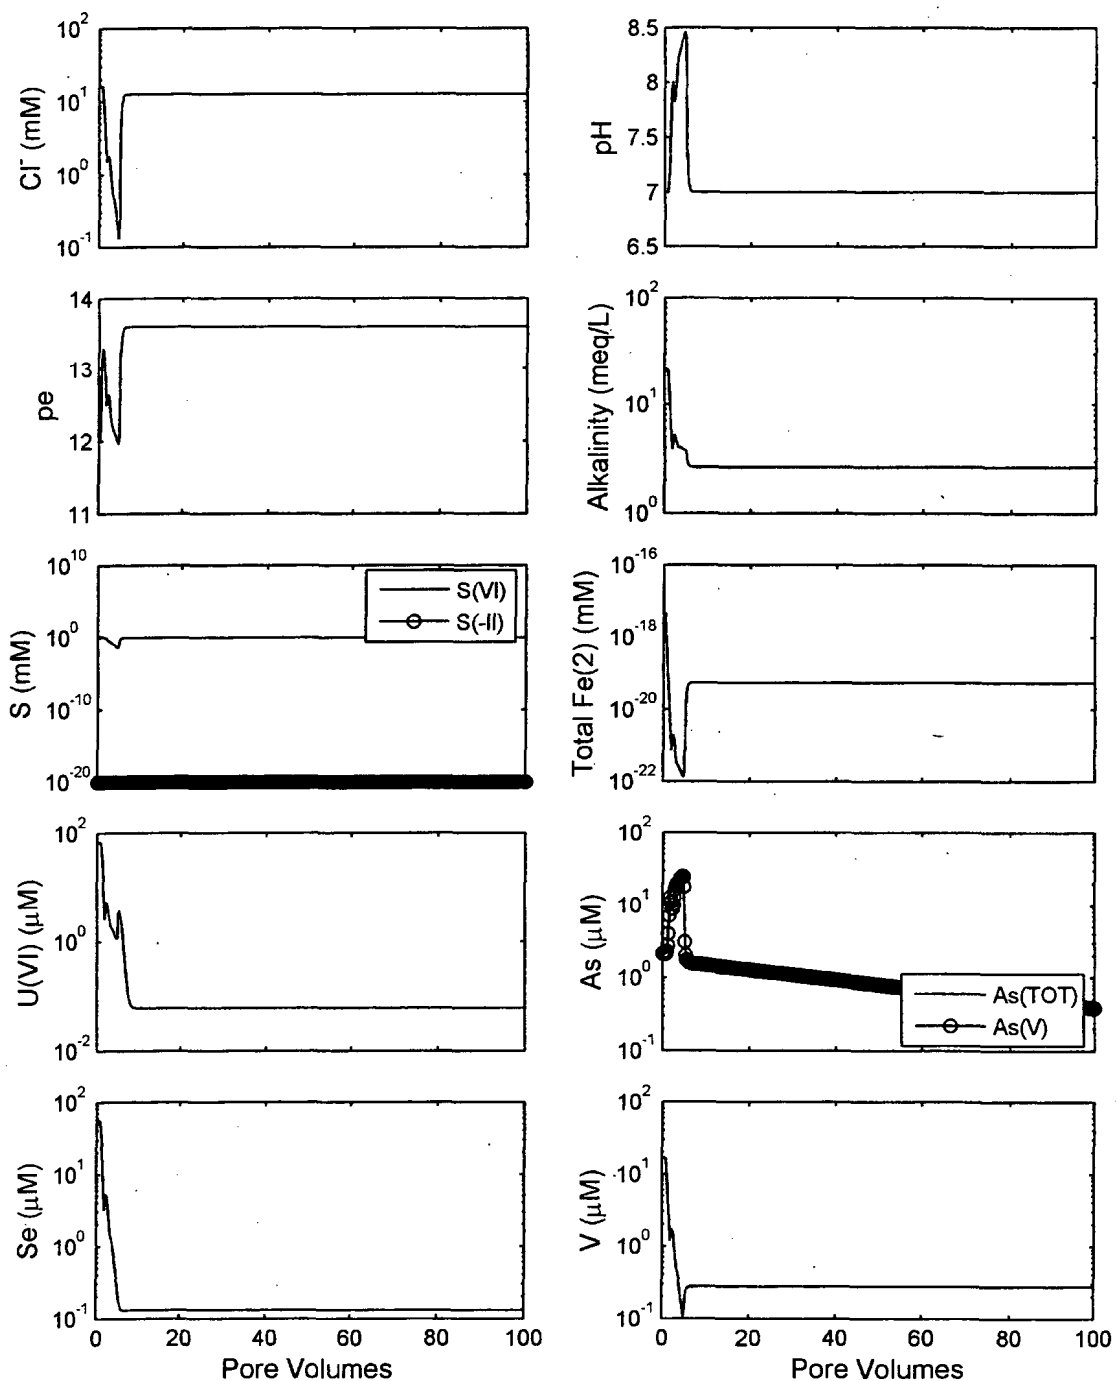 10^2
10^1
10^0
10^-1
Cl^- (mM)
8.5
8
7.5
7
6.5
pH
14
13
12
11
pe
10^2
10^1
10^0
Alkalinity (meq/L)
10^10
10^0
10^-10
10^-20
S (mM)
S(VI)
S(-II)
10^-16
10^-18
10^-20
10^-22
Total Fe(2) (mM)
10^2
10^0
10^-2
U(VI) (μM)
10^2
10^1
10^0
10^-1
As (μM)
As(TOT)
As(V)
10^2
10^1
10^0
10^-1
Se (μM)
0 20 40 60 80 100
Pore Volumes
10^2
10^1
10^0
10^-1
V (μM)
0 20 40 60 80 100
Pore Volumes